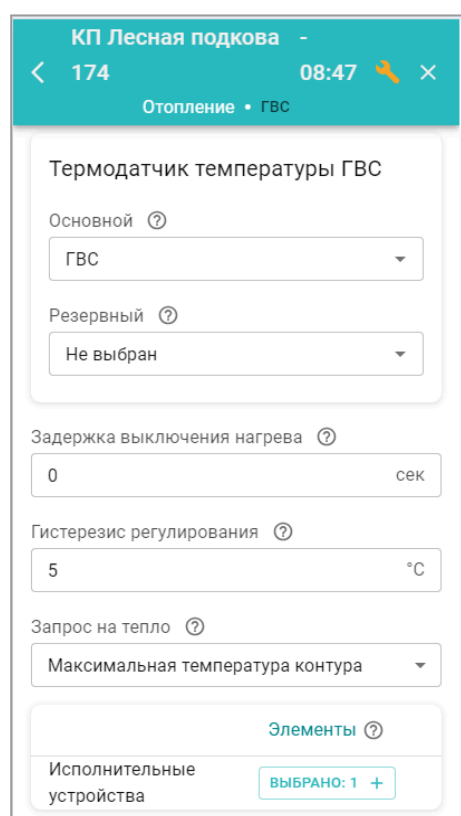 КП Лесная подкова -
174 08:47
Отопление • ГВС
Термодатчик температуры ГВС
Основной ?
ГВС
Резервный ?
Не выбран
Задержка выключения нагрева ?
0 сек
Гистерезис регулирования ?
5 °C
Запрос на тепло ?
Максимальная температура контура
Элементы ?
Исполнительные
устройства
ВЫБРАНО: 1 +